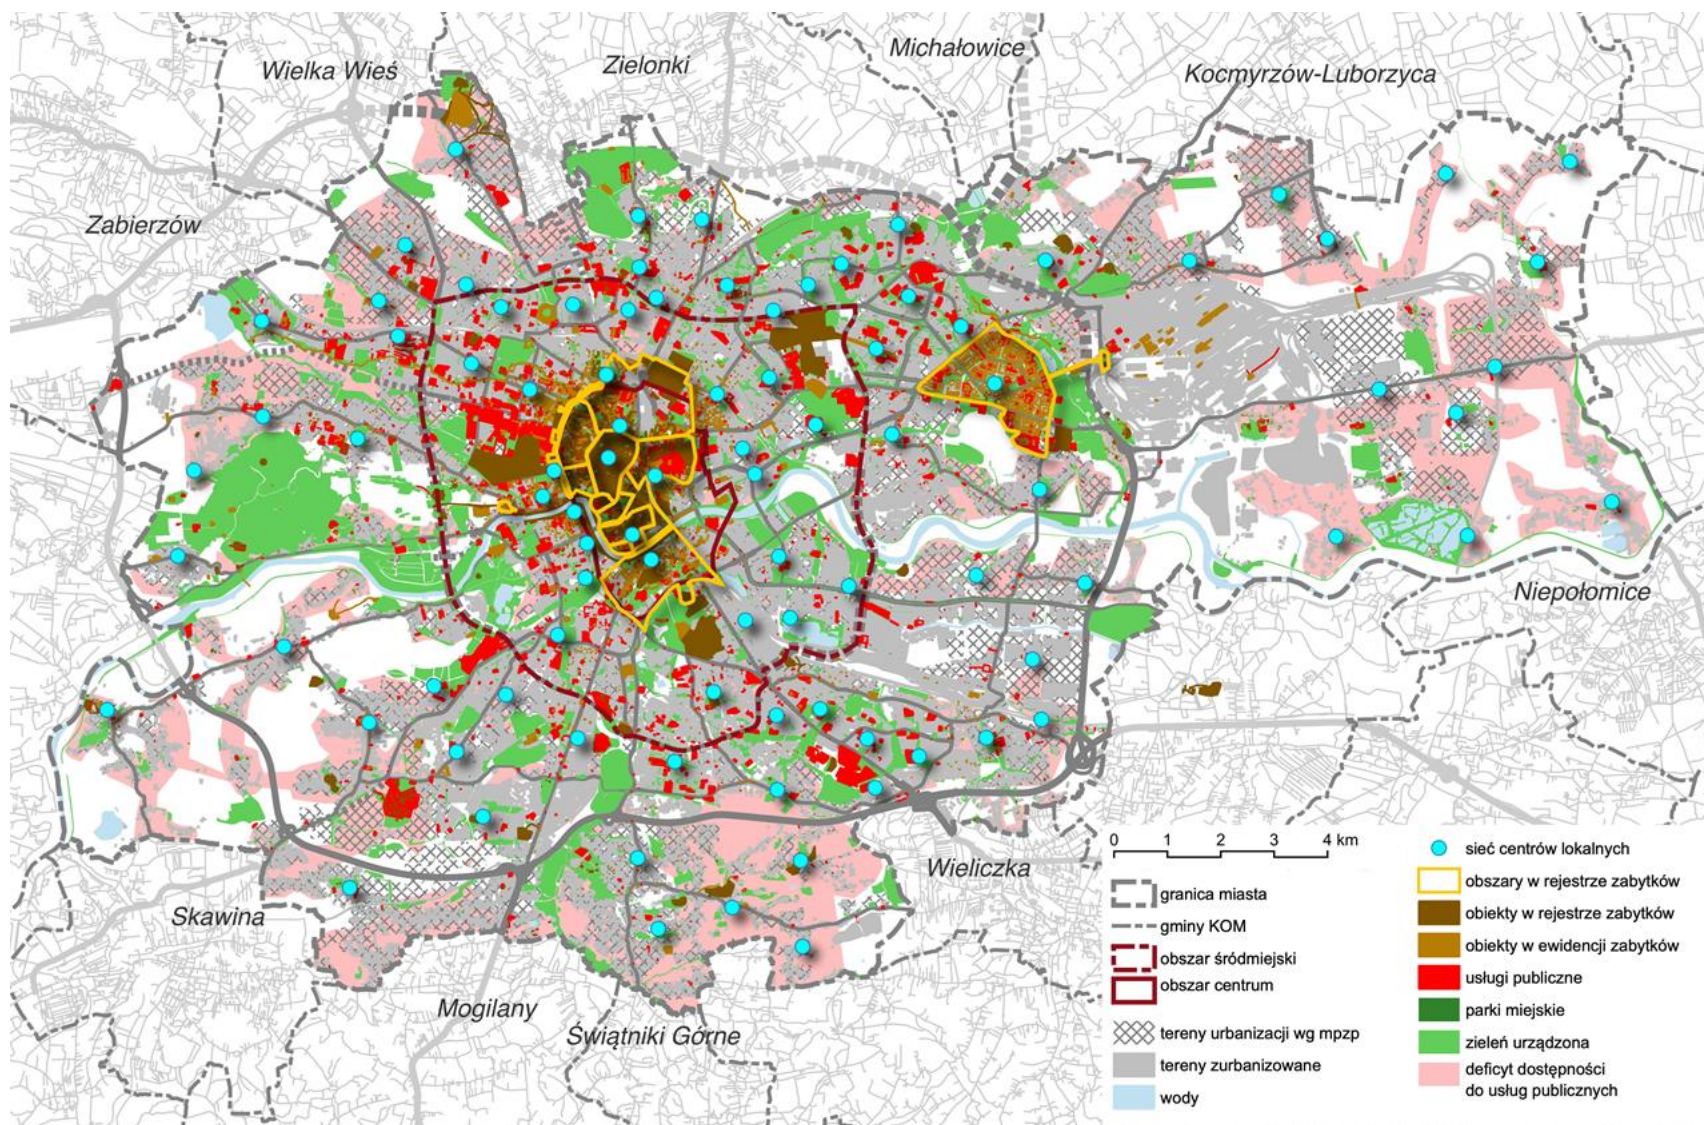 Michałowice
Zielonki
Wielka Wieś
Kocmyrzów-Luborzyca
Zabierzów
Niepołomice
Wieliczka
Skawina
Mogilany
Świątniki Górne
0 1 2 3 4 km
granica miasta
gminy KOM
obszar śródmiejski
obszar centrum
tereny urbanizacji wg mpzp
tereny zurbanizowane
wody
sieć centrów lokalnych
obszary w rejestrze zabytków
obiekty w rejestrze zabytków
obiekty w ewidencji zabytków
usługi publiczne
parki miejskie
zieleń urządzona
deficyt dostępności
do usług publicznych